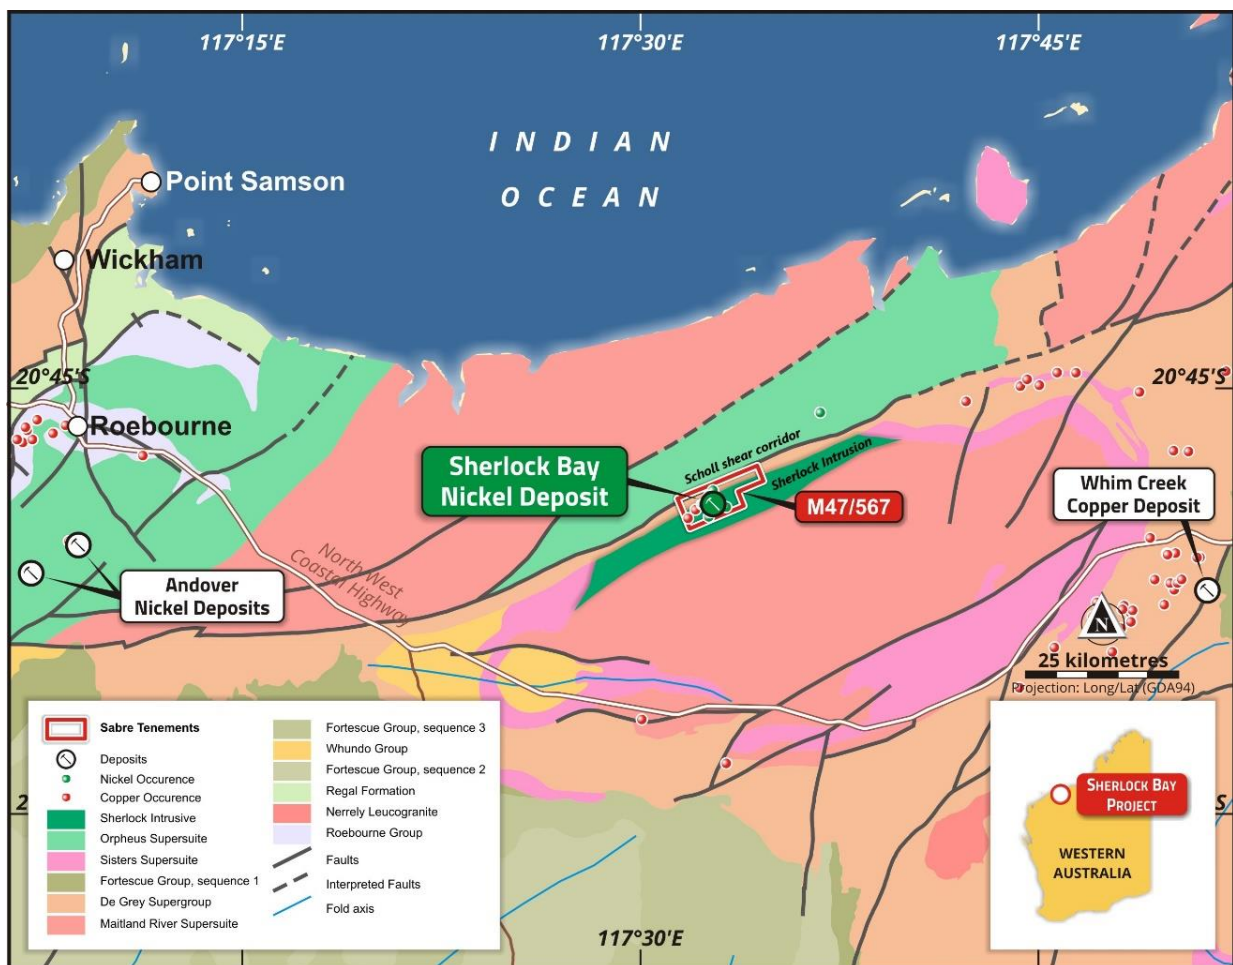 117°15'E
117°30'E
117°45'E
INDIAN
OCEAN
Point Samson
Wickham
20°45'S
20°45'S
Roebourne
Scholl shear corridor
Sherlock Intrusion
Sherlock Bay
Nickel Deposit
M47/567
Whim Creek
Copper Deposit
North West
Coastal Highway
Andover
Nickel Deposits
N
25 kilometres
Projection: Long/Lat (GDA94)
Sabre Tenements
Deposits
Nickel Occurence
Copper Occurence
Sherlock Intrusive
Orpheus Supersuite
Sisters Supersuite
Fortescue Group, sequence 1
De Grey Supergroup
Maitland River Supersuite
Fortescue Group, sequence 3
Whundo Group
Fortescue Group, sequence 2
Regal Formation
Nerrely Leucogranite
Roebourne Group
Faults
Interpreted Faults
Fold axis
117°30'E
Sherlock Bay
Project
WESTERN
AUSTRALIA